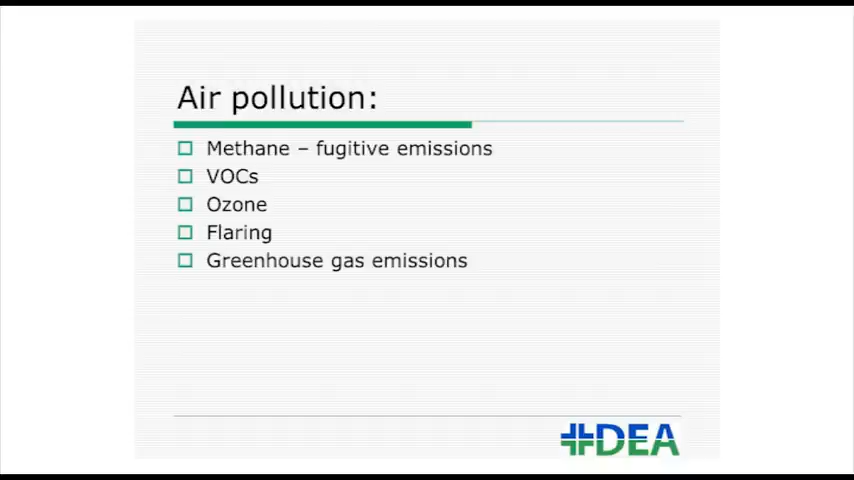 Air pollution:
Methane – fugitive emissions
VOCs
Ozone
Flaring
Greenhouse gas emissions
DEA